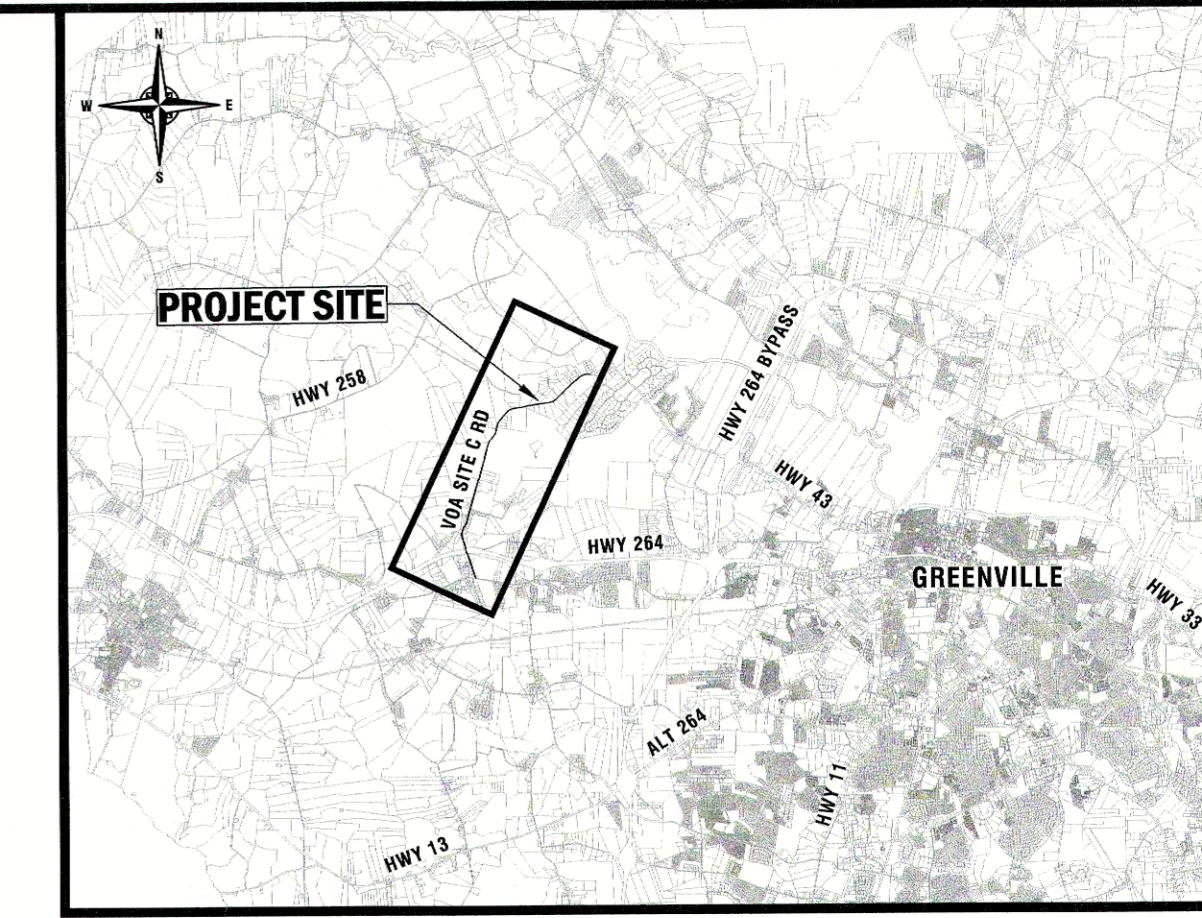 N
W E
S
PROJECT SITE
HWY 258
VOA SITE C RD
HWY 264 BYPASS
HWY 43
HWY 264
GREENVILLE
HWY 33
ALT 264
HWY 11
HWY 13